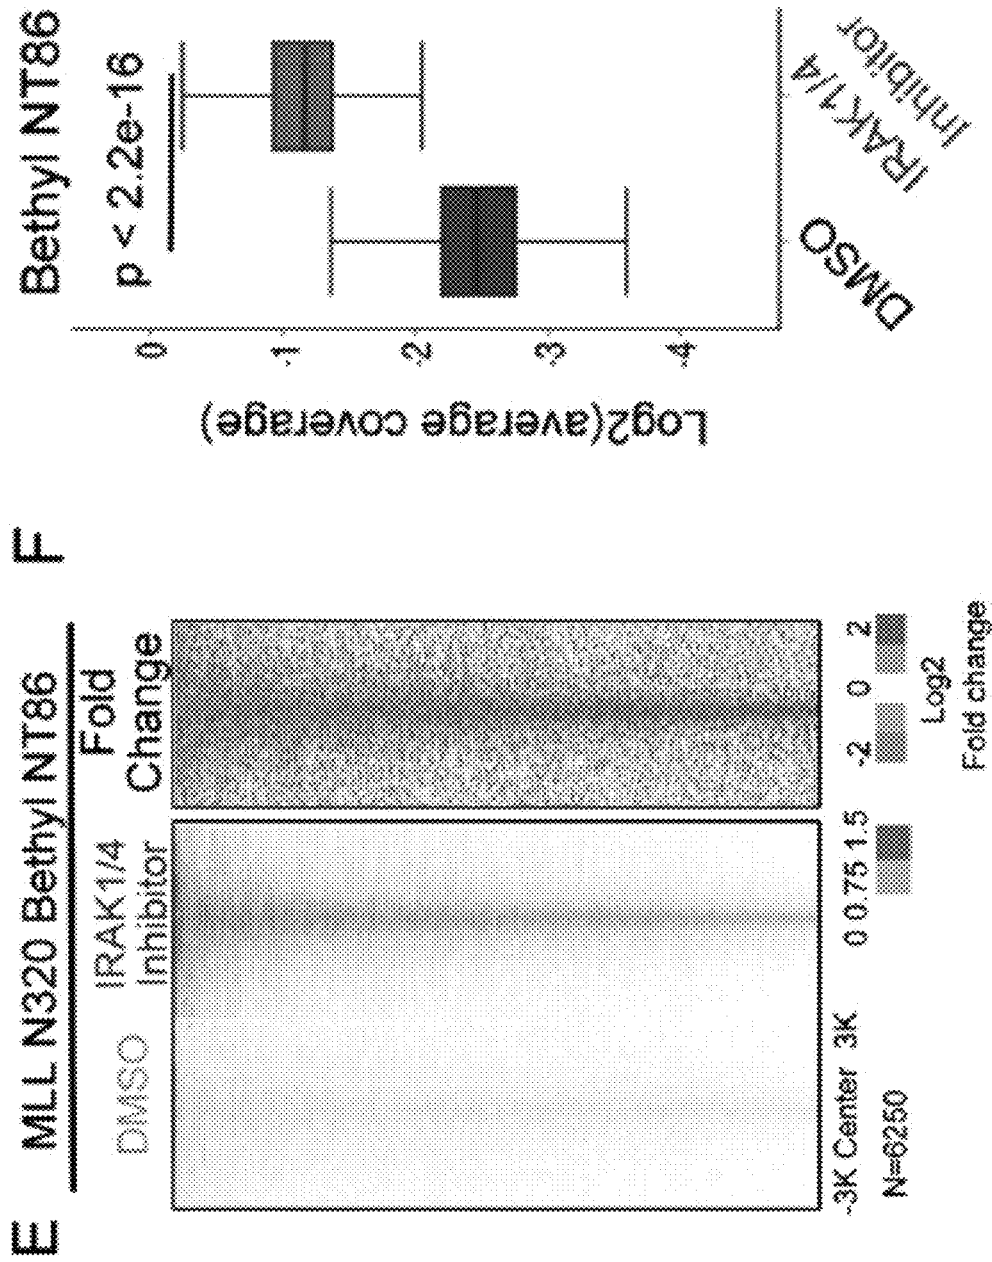 E
MLL N320 Bethyl NT86
DMSO
IRAK1/4
Inhibitor
Fold
Change
-3K Center 3K
0 0.75 1.5
-2 0 2
Log2
Fold change
N=6250
F
Bethyl NT86
p < 2.2e-16
Log2(average coverage)
0
-1
-2
-3
-4
DMSO
IRAK1/4
Inhibitor